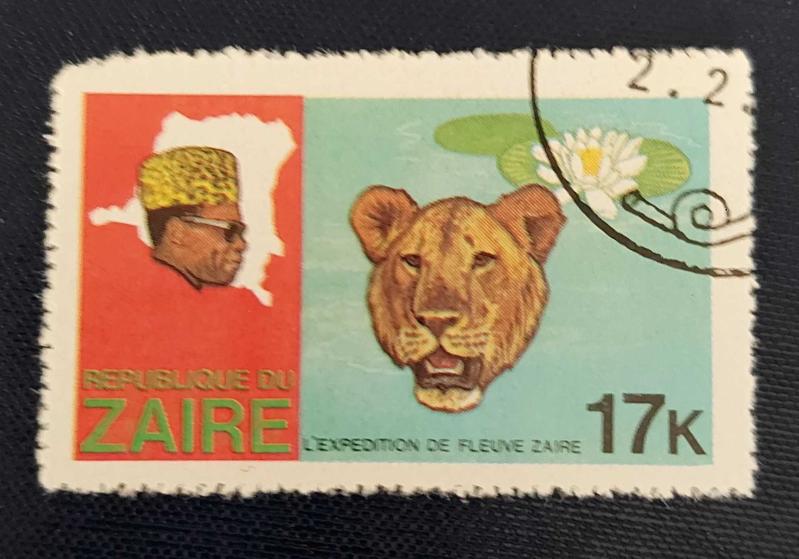 2.2.
REPUBLIQUE DU
ZAIRE
L'EXPEDITION DE FLEUVE ZAIRE
17K